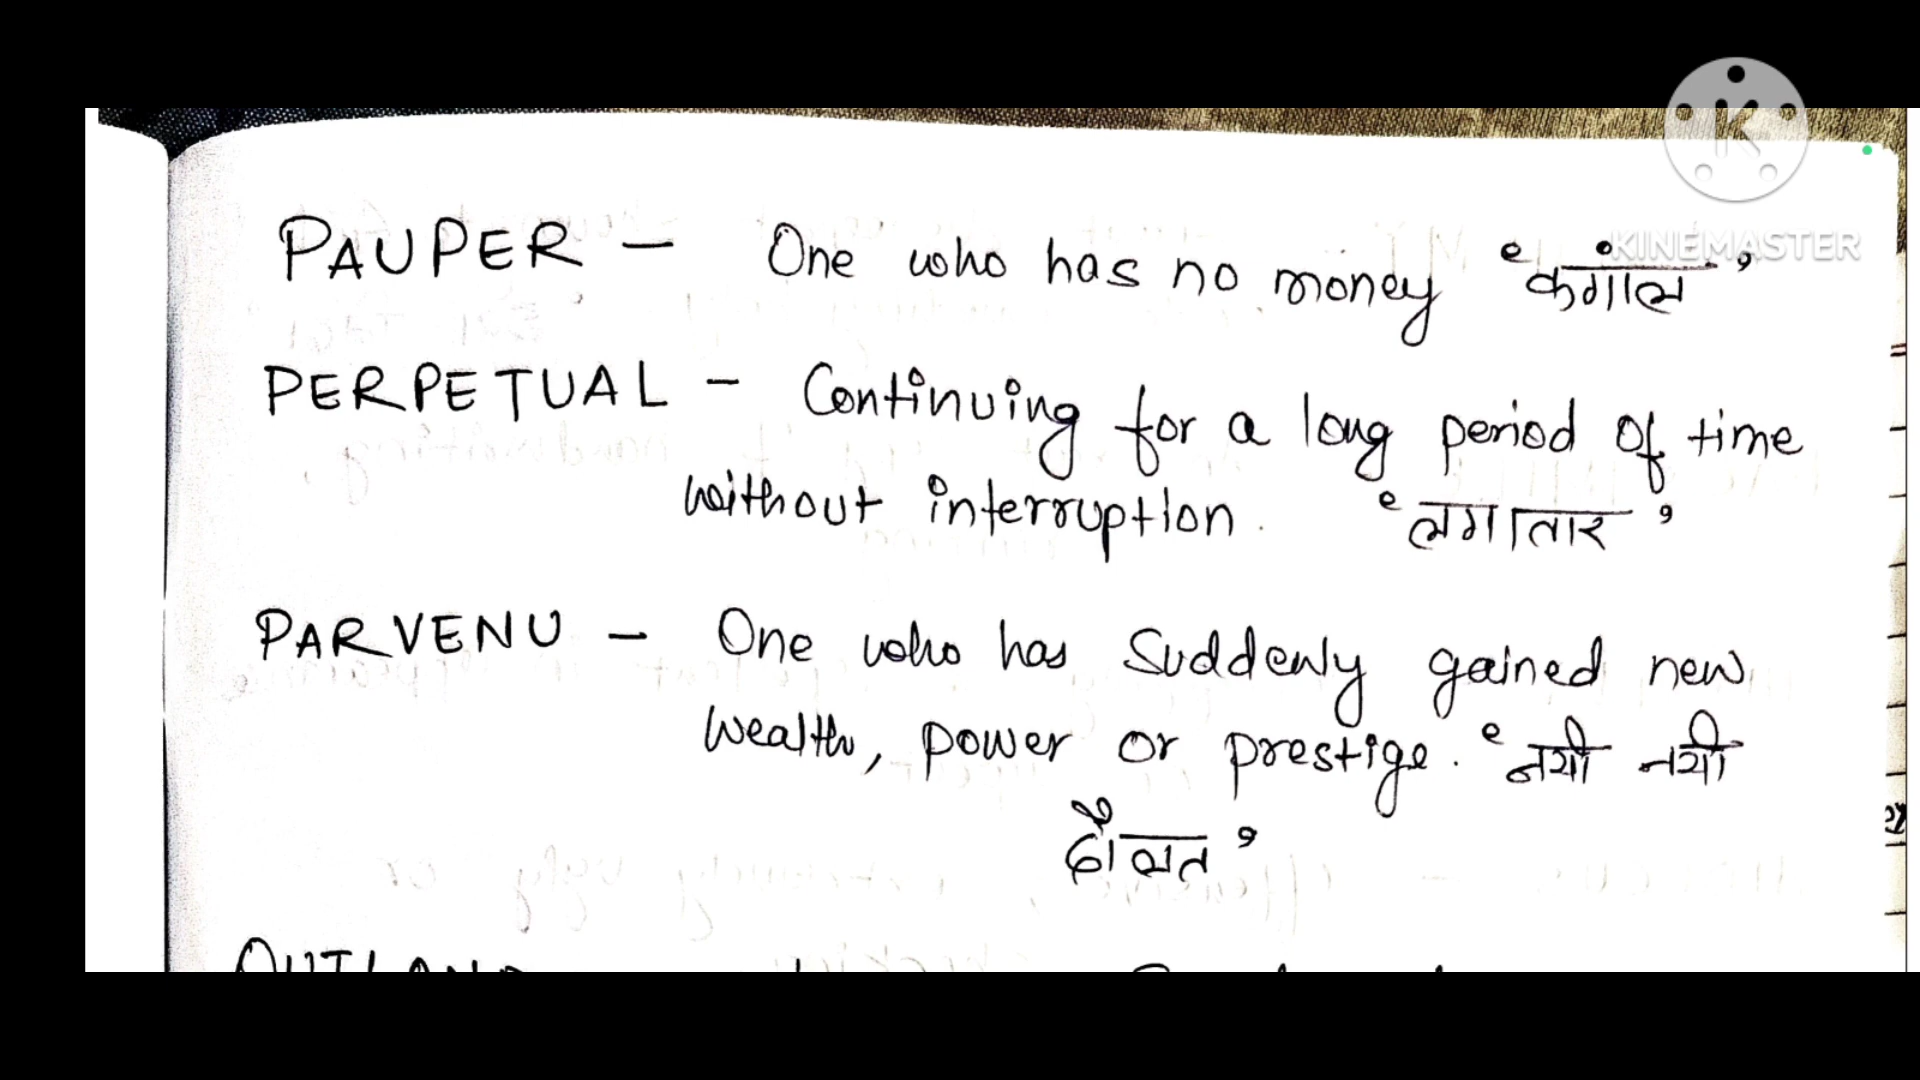 KINEMASTER
PAUPER - One who has no money ‘कंगाल’
PERPETUAL - Continuing for a long period of time
without interruption. ‘लगातार’
PARVENU - One who has suddenly gained new
wealth, power or prestige. ‘नयी नयी
दौलत’